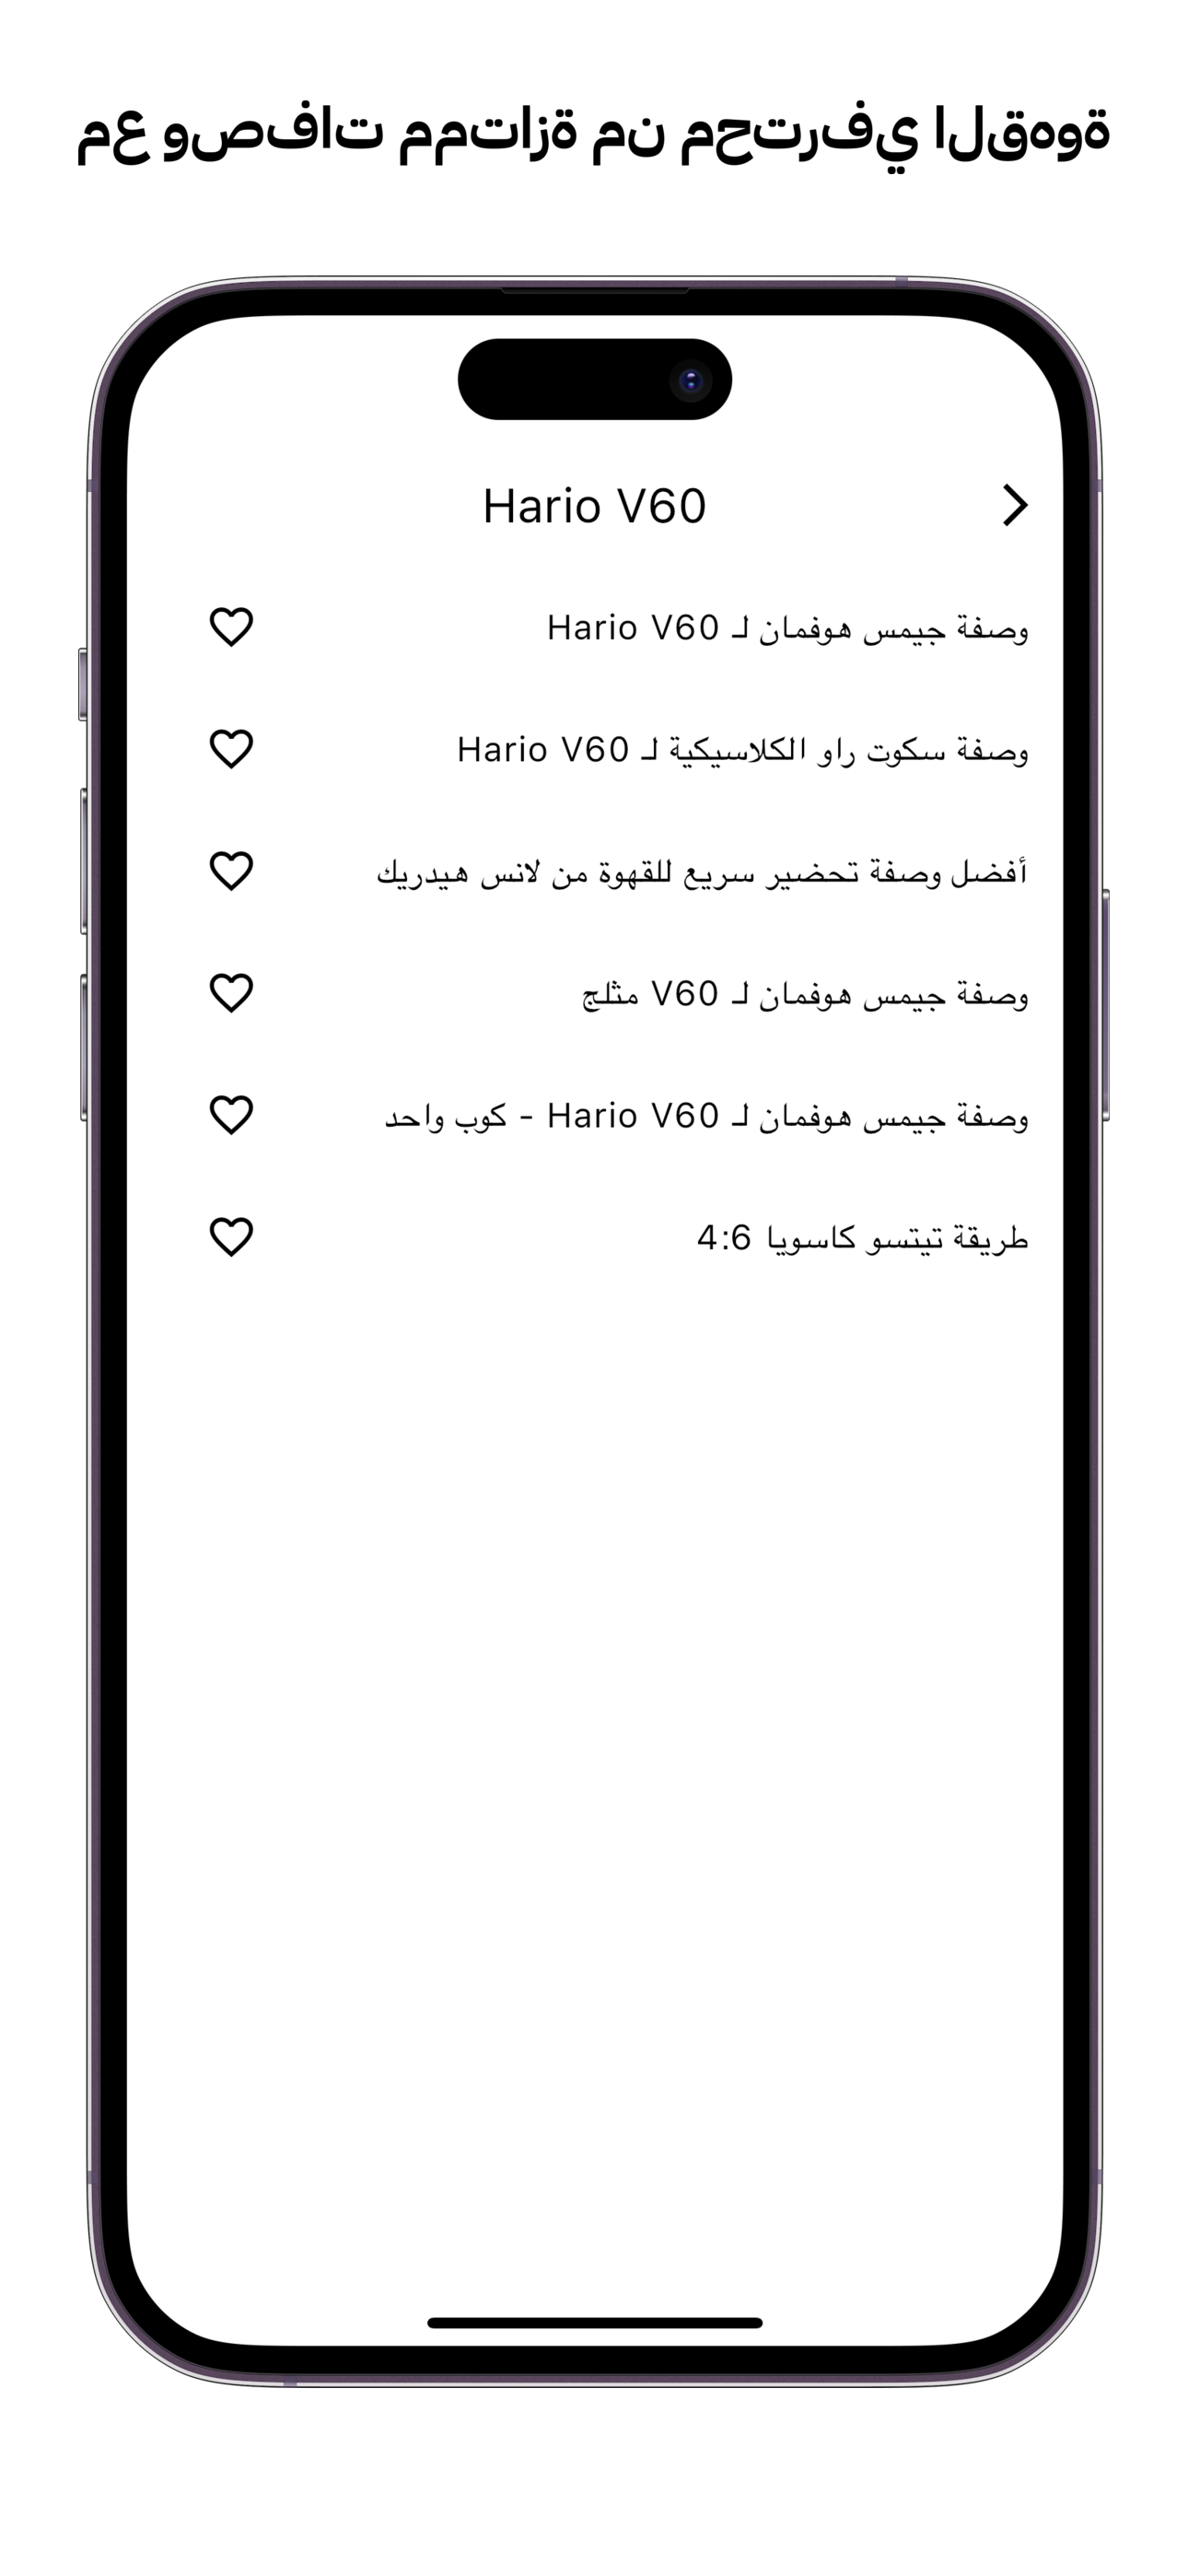 مع وصفات ممتازة من محترفي القهوة
Hario V60
وصفة جيمس هوفمان لـ Hario V60
وصفة سكوت راو الكلاسيكية لـ Hario V60
أفضل وصفة تحضير سريع للقهوة من لانس هيدريك
وصفة جيمس هوفمان لـ V60 مثلج
وصفة جيمس هوفمان لـ Hario V60 - كوب واحد
طريقة تيتسو كاسويا 4:6